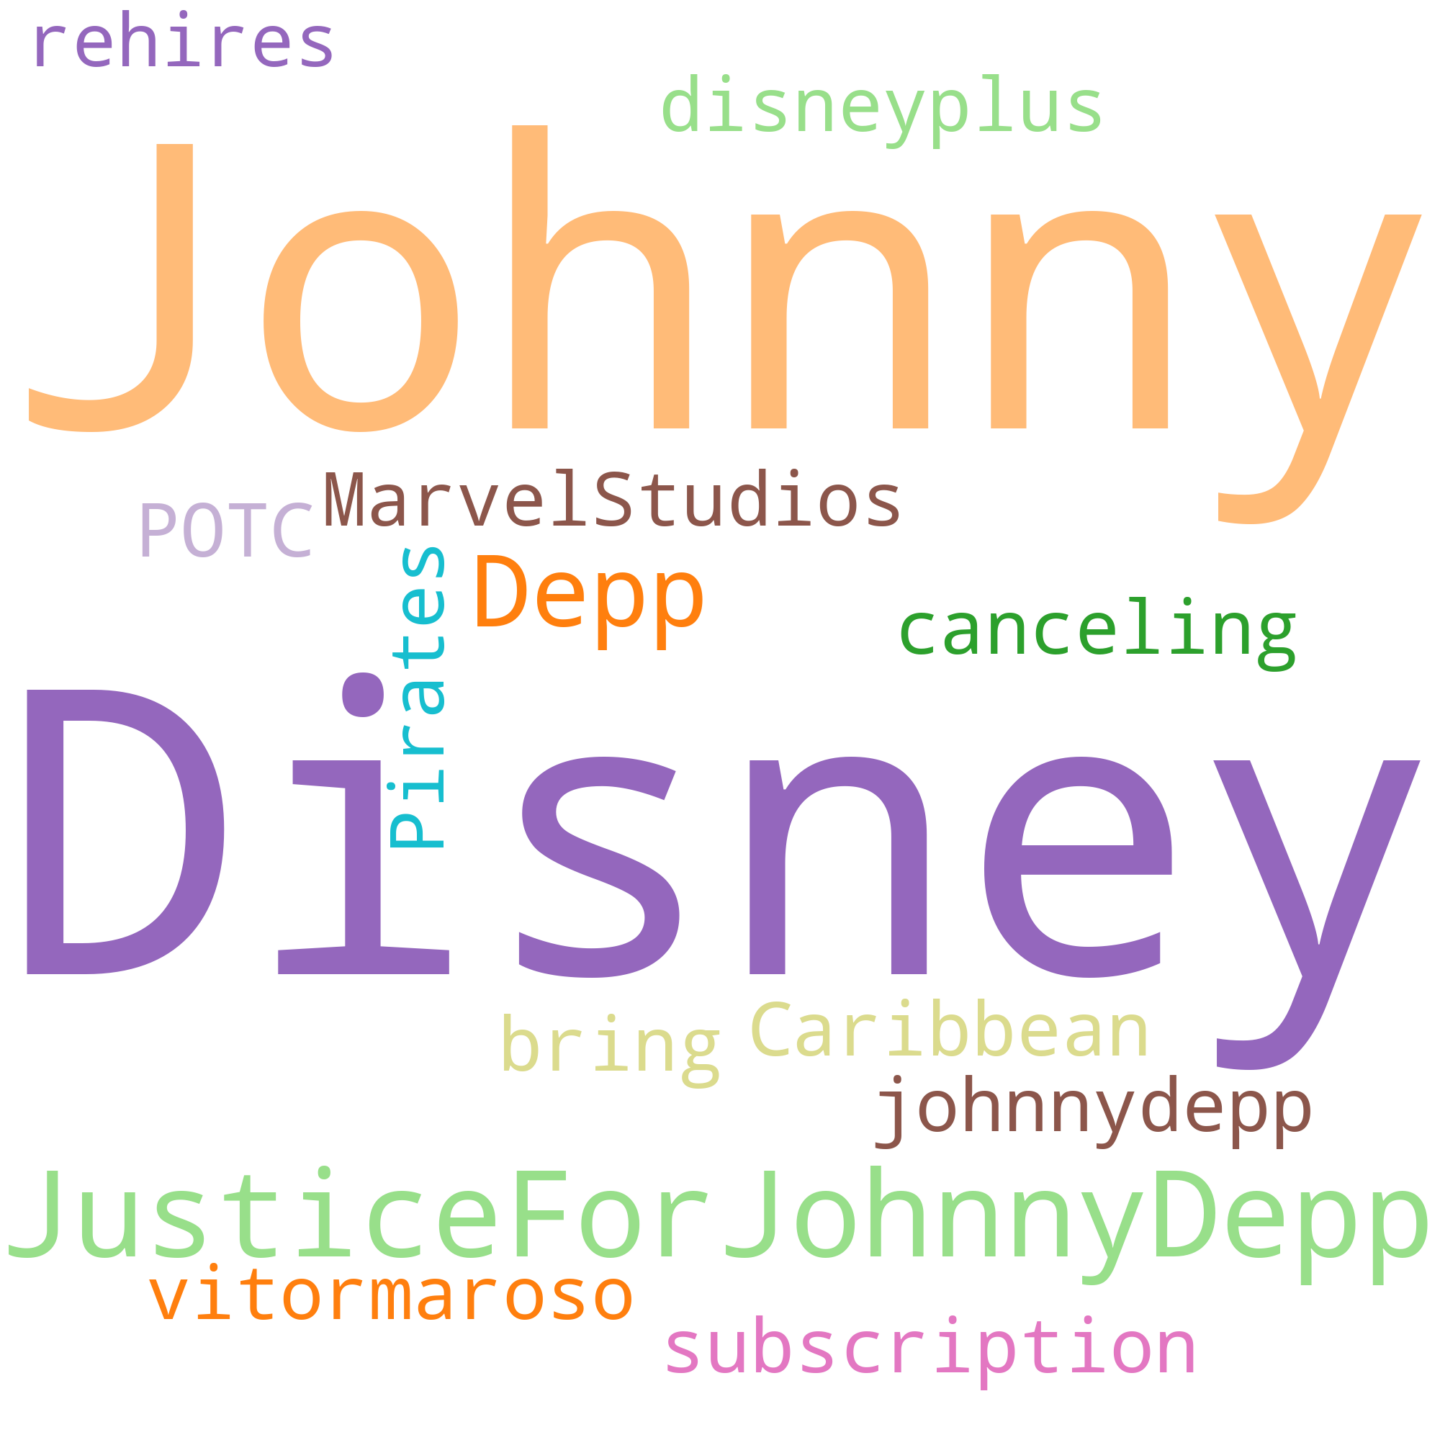 rehires
disneyplus
Johnny
MarvelStudios
POTC
Pirates
Depp
canceling
Disney
bring
Caribbean
johnnydepp
JusticeForJohnnyDepp
vitormaroso
subscription